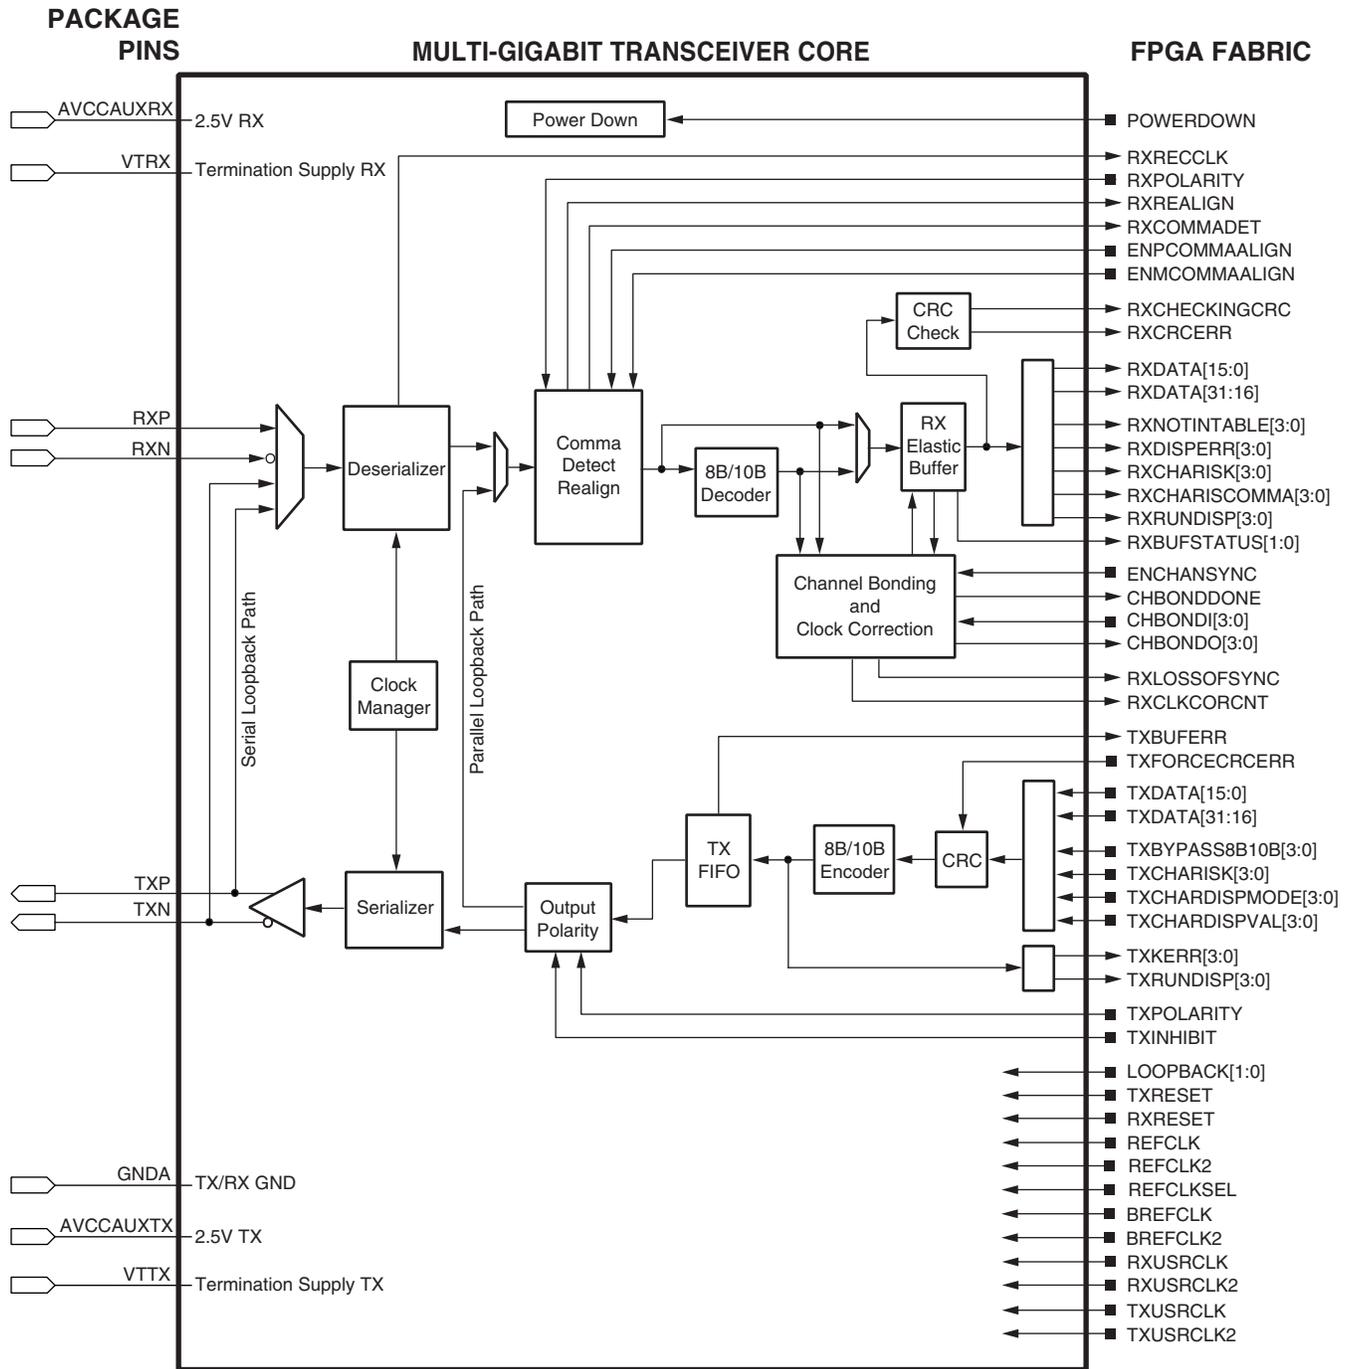 PACKAGE
PINS
MULTI-GIGABIT TRANSCEIVER CORE
FPGA FABRIC
AVCCAUXRX
2.5V RX
Power Down
POWERDOWN
VTRX
Termination Supply RX
RXRECCLK
RXPOLARITY
RXREALIGN
RXCOMMADET
ENPCOMMAALIGN
ENMCOMMAALIGN
CRC
Check
RXCHECKINGCRC
RXCRCERR
RXDATA[15:0]
RXDATA[31:16]
RXP
RXN
Deserializer
Comma
Detect
Realign
8B/10B
Decoder
RX
Elastic
Buffer
RXNOTINTABLE[3:0]
RXDISPERR[3:0]
RXCHARISK[3:0]
RXCHARISCOMMA[3:0]
RXRUNDISP[3:0]
RXBUFSTATUS[1:0]
Channel Bonding
and
Clock Correction
ENCHANSYNC
CHBONDDONE
CHBONDI[3:0]
CHBONDO[3:0]
RXLOSSOFSYNC
RXCLKCORCNT
Serial Loopback Path
Clock
Manager
Parallel Loopback Path
TXBUFERR
TXFORCECRCERR
TXDATA[15:0]
TXDATA[31:16]
TXBYPASS8B10B[3:0]
TXCHARISK[3:0]
TXCHARDISPMODE[3:0]
TXCHARDISPVAL[3:0]
TX
FIFO
8B/10B
Encoder
CRC
TXP
TXN
Serializer
Output
Polarity
TXKERR[3:0]
TXRUNDISP[3:0]
TXPOLARITY
TXINHIBIT
LOOPBACK[1:0]
TXRESET
RXRESET
REFCLK
REFCLK2
REFCLKSEL
BREFCLK
BREFCLK2
RXUSRCLK
RXUSRCLK2
TXUSRCLK
TXUSRCLK2
GNDA
TX/RX GND
AVCCAUXTX
2.5V TX
VTTX
Termination Supply TX